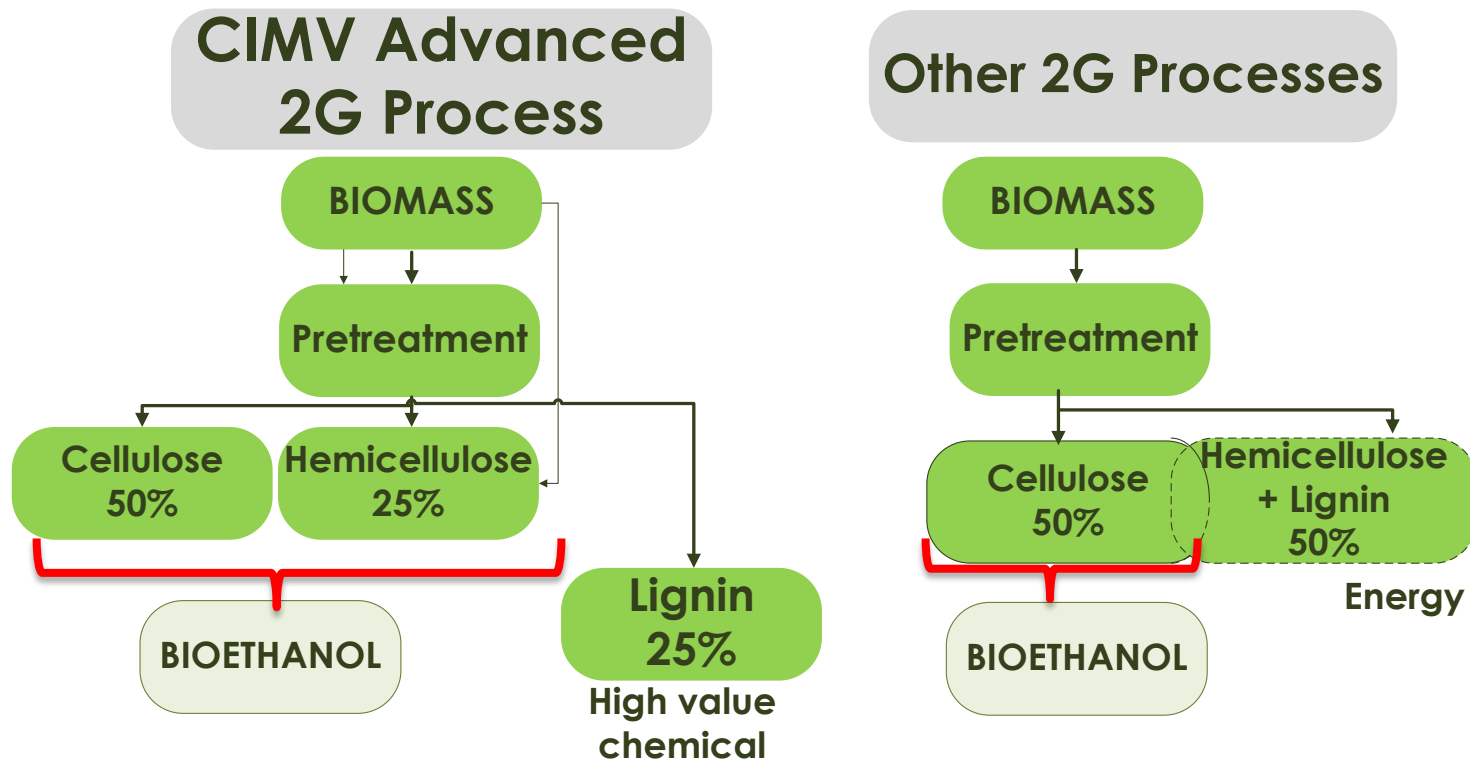 CIMV Advanced
2G Process
BIOMASS
Pretreatment
Cellulose
50%
Hemicellulose
25%
BIOETHANOL
Lignin
25%
High value
chemical
Other 2G Processes
BIOMASS
Pretreatment
Cellulose
50%
Hemicellulose
+ Lignin
50%
Energy
BIOETHANOL